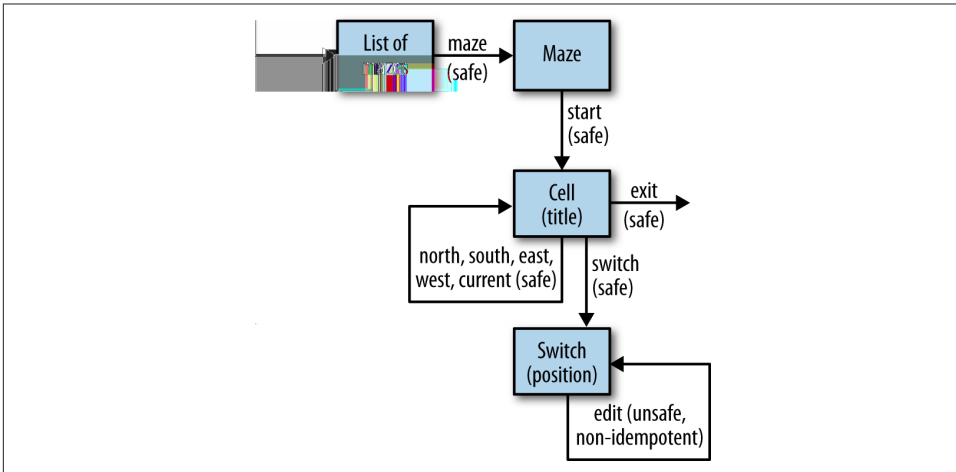 List of
maze
(safe)
Maze
start
(safe)
Cell
(title)
exit
(safe)
north, south, east,
west, current (safe)
switch
(safe)
Switch
(position)
edit (unsafe,
non-idempotent)